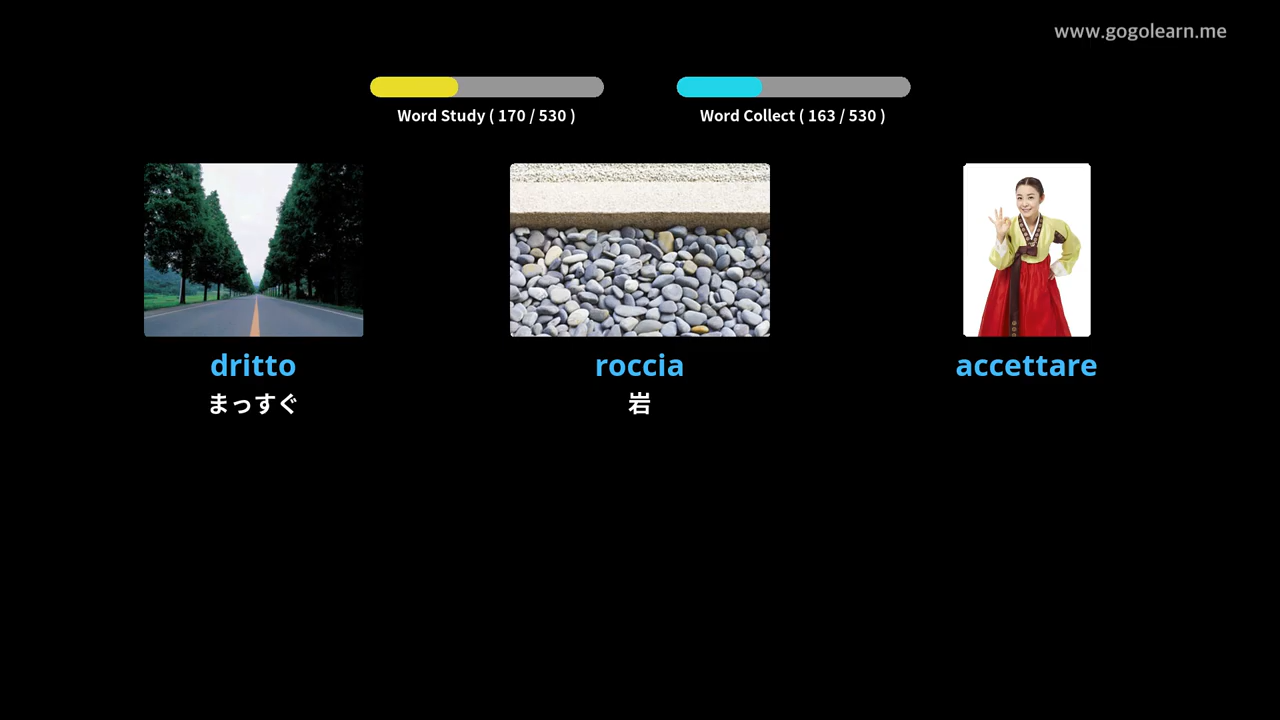 www.gogolearn.me
Word Study ( 170 / 530 )
Word Collect ( 163 / 530 )
dritto
まっすぐ
roccia
岩
accettare